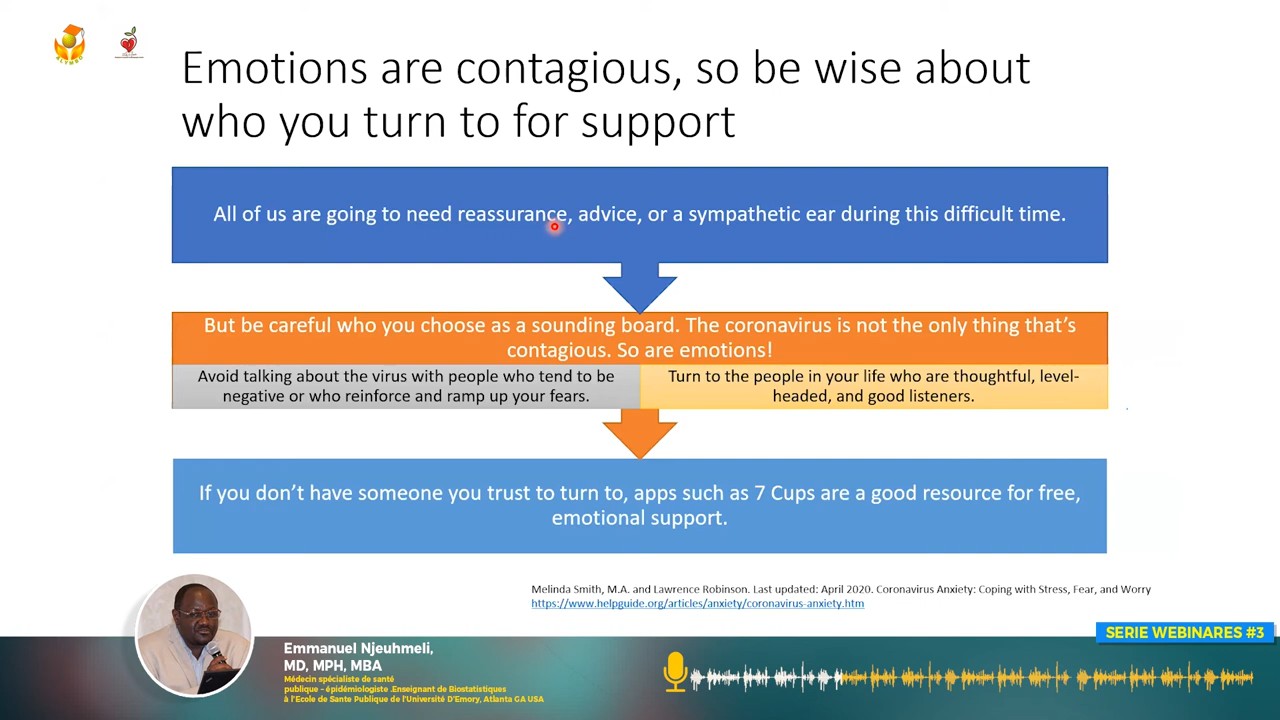 Emotions are contagious, so be wise about
who you turn to for support
All of us are going to need reassurance, advice, or a sympathetic ear during this difficult time.
But be careful who you choose as a sounding board. The coronavirus is not the only thing that's
contagious. So are emotions!
Avoid talking about the virus with people who tend to be
negative or who reinforce and ramp up your fears.
Turn to the people in your life who are thoughtful, level-
headed, and good listeners.
If you don't have someone you trust to turn to, apps such as 7 Cups are a good resource for free,
emotional support.
Melinda Smith, M.A. and Lawrence Robinson. Last updated: April 2020. Coronavirus Anxiety: Coping with Stress, Fear, and Worry
https://www.helpguide.org/articles/anxiety/coronavirus-anxiety.htm
SERIE WEBINARES #3
Emmanuel Njeuhmeli,
MD, MPH, MBA
Médecin spécialiste de santé
publique - épidémiologiste .Enseignant de Biostatistiques
à l'Ecole de Sante Publique de l'Université D'Emory, Atlanta GA USA